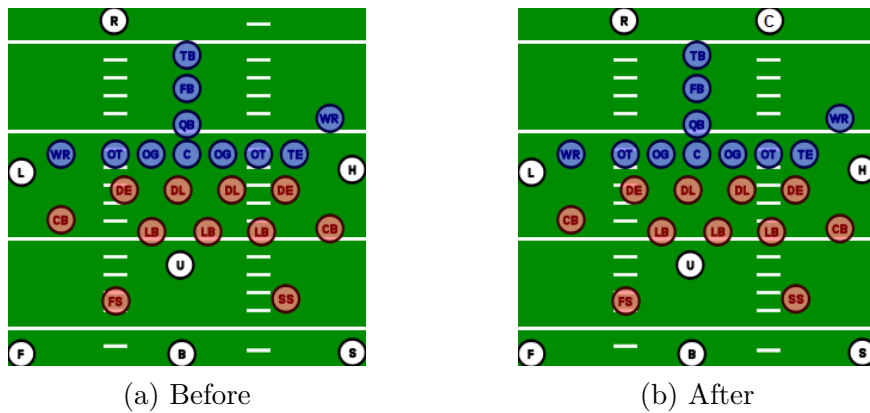 R
TB
FB
QB
WR
WR OT OG C OG OT TE
L H
DE DL DL DE
CB LB LB LB CB
U
FS SS
F B S
(a) Before
R C
TB
FB
QB
WR
WR OT OG C OG OT TE
L H
DE DL DL DE
CB LB LB LB CB
U
FS SS
F B S
(b) After